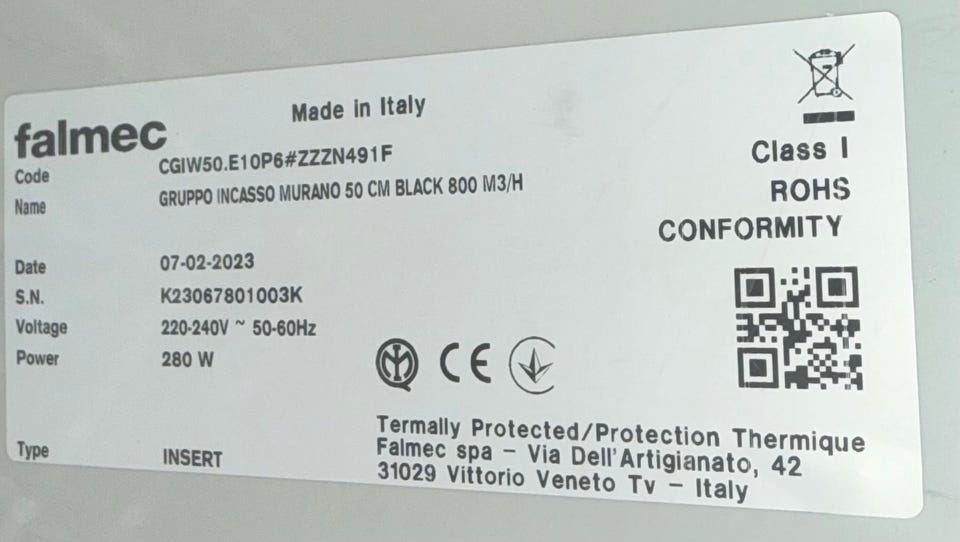 Made in Italy
falmec
Code CGIW50.E10P6#ZZZN491F
Name GRUPPO INCASSO MURANO 50 CM BLACK 800 M3/H
Class I
ROHS
CONFORMITY
Date 07-02-2023
S.N. K23067801003K
Voltage 220-240V ~ 50-60Hz
Power 280 W
CE
Type INSERT
Termally Protected/Protection Thermique
Falmec spa - Via Dell'Artigianato, 42
31029 Vittorio Veneto Tv - Italy